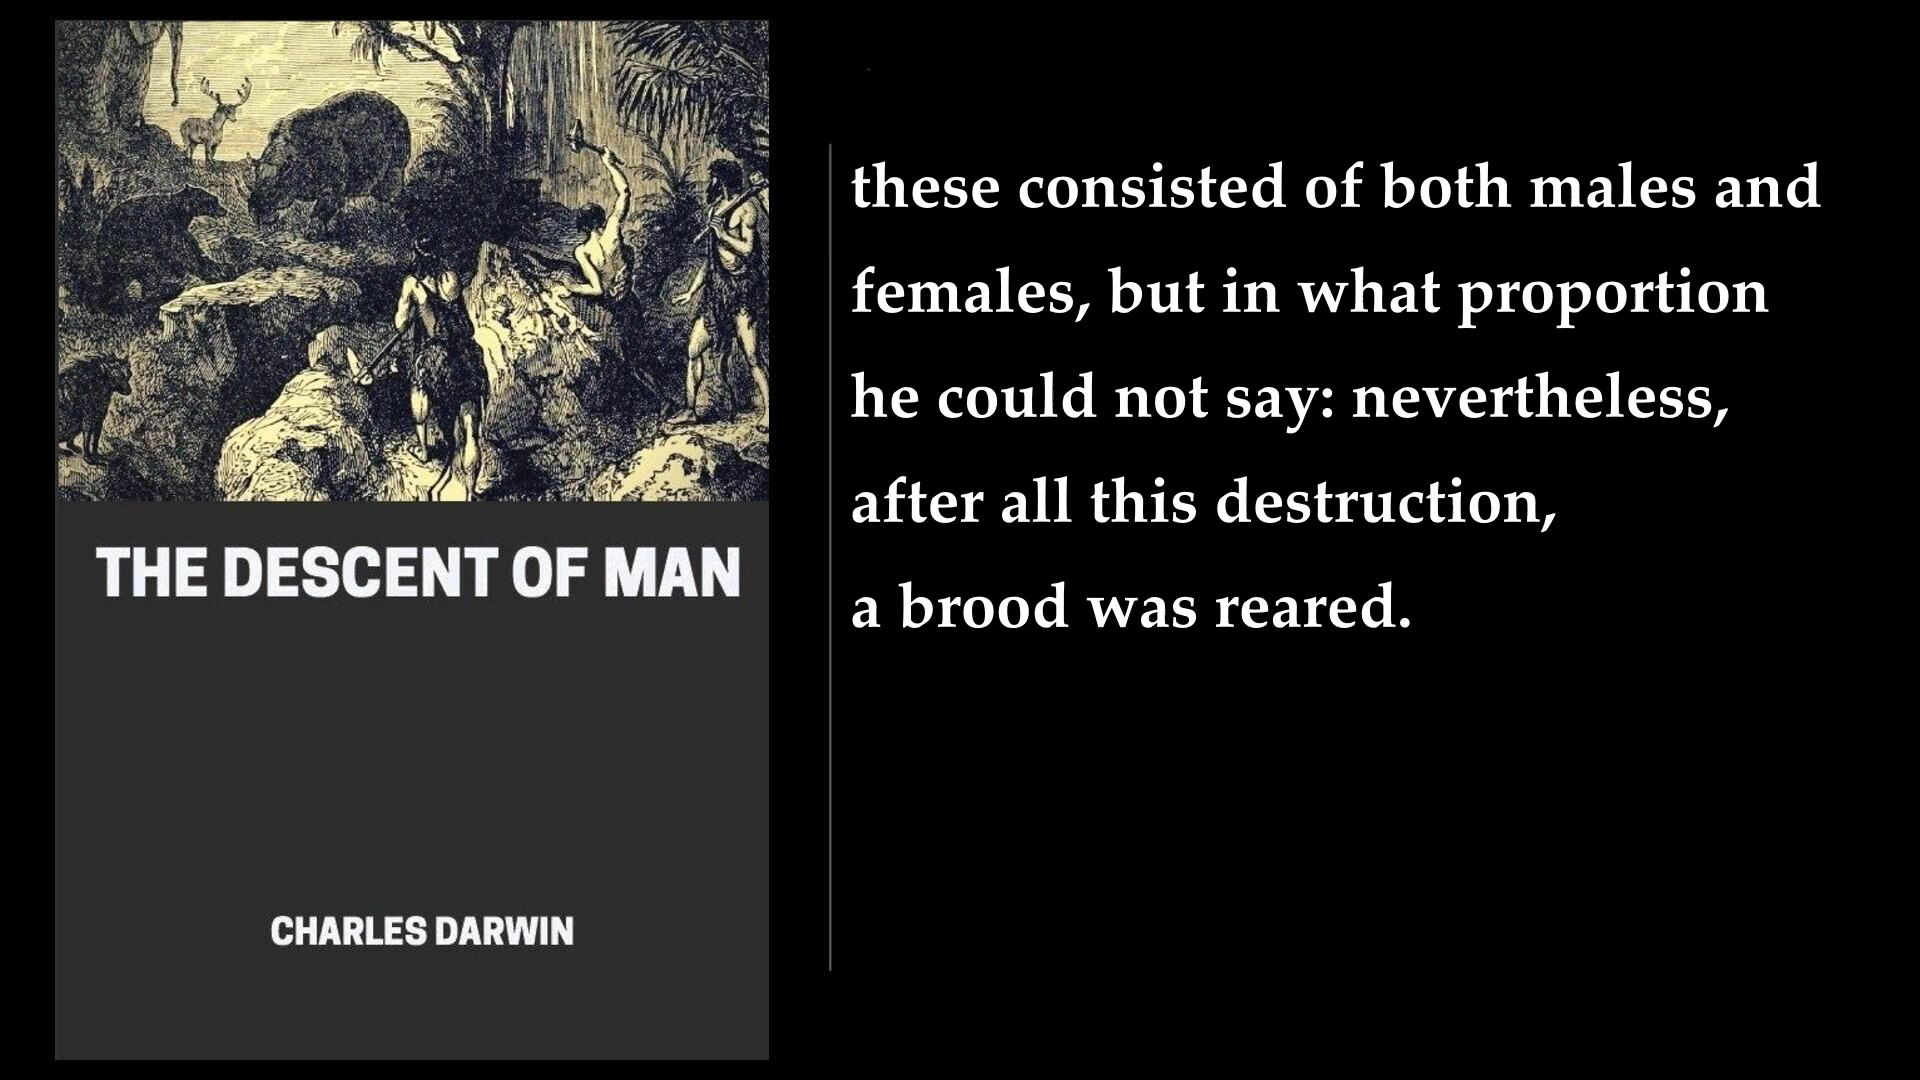 THE DESCENT OF MAN
CHARLES DARWIN
these consisted of both males and
females, but in what proportion
he could not say: nevertheless,
after all this destruction,
a brood was reared.